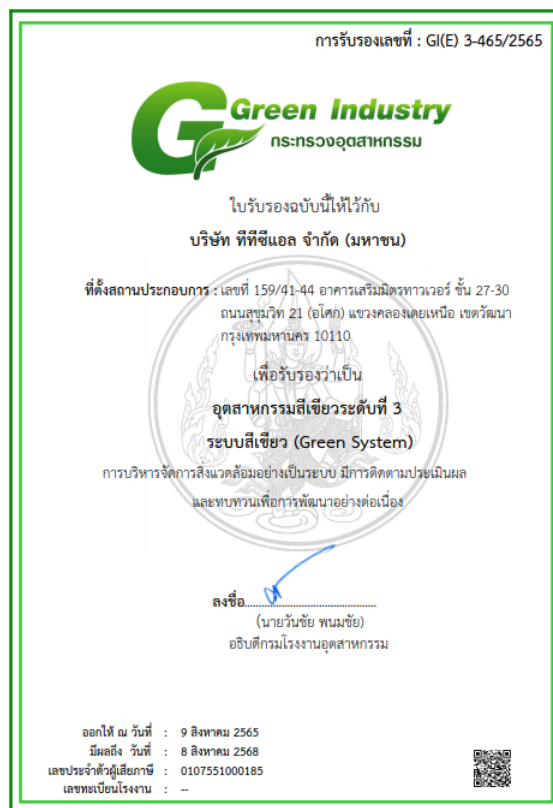 การรับรองเลขที่ : GI(E) 3-465/2565
Green Industry
กระทรวงอุตสาหกรรม
ใบรับรองฉบับนี้ให้ไว้กับ
บริษัท ทีทีซีแอล จำกัด (มหาชน)
ที่ตั้งสถานประกอบการ : เลขที่ 159/41-44 อาคารเสริมมิตรทาวเวอร์ ชั้น 27-30
ถนนสุขุมวิท 21 (อโศก) แขวงคลองเตยเหนือ เขตวัฒนา
กรุงเทพมหานคร 10110
เพื่อรับรองว่าเป็น
อุตสาหกรรมสีเขียวระดับที่ 3
ระบบสีเขียว (Green System)
การบริหารจัดการสิ่งแวดล้อมอย่างเป็นระบบ มีการติดตามประเมินผล
และทบทวนเพื่อการพัฒนาอย่างต่อเนื่อง
ลงชื่อ................................................
(นายวันชัย พนมชัย)
อธิบดีกรมโรงงานอุตสาหกรรม
ออกให้ ณ วันที่ : 9 สิงหาคม 2565
มีผลถึง วันที่ : 8 สิงหาคม 2568
เลขประจำตัวผู้เสียภาษี : 0107551000185
เลขทะเบียนโรงงาน : -